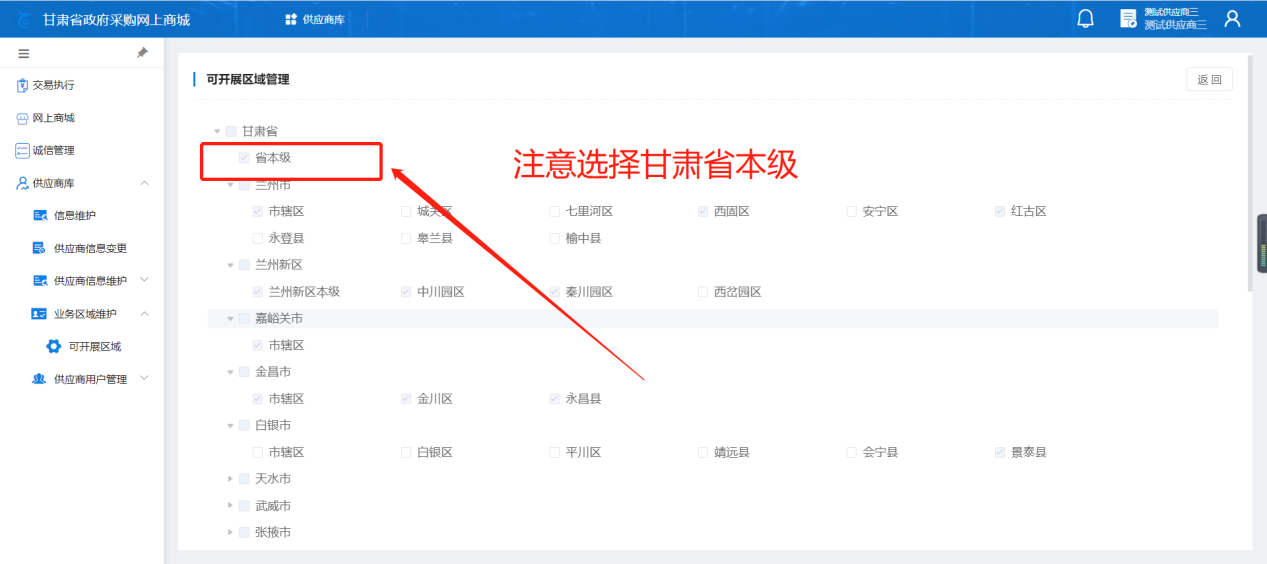 甘肃省政府采购网上商城
供应商库
测试供应商三
测试供应商三
交易执行
网上商城
诚信管理
供应商库
信息维护
供应商信息变更
供应商信息维护
业务区域维护
可开展区域
供应商用户管理
可开展区域管理
返回
甘肃省
省本级
注意选择甘肃省本级
兰州市
市辖区 城关区 七里河区 西固区 安宁区 红古区
永登县 皋兰县 榆中县
兰州新区
兰州新区本级 中川园区 秦川园区 西岔园区
嘉峪关市
市辖区
金昌市
市辖区 金川区 永昌县
白银市
市辖区 白银区 平川区 靖远县 会宁县 景泰县
天水市
武威市
张掖市